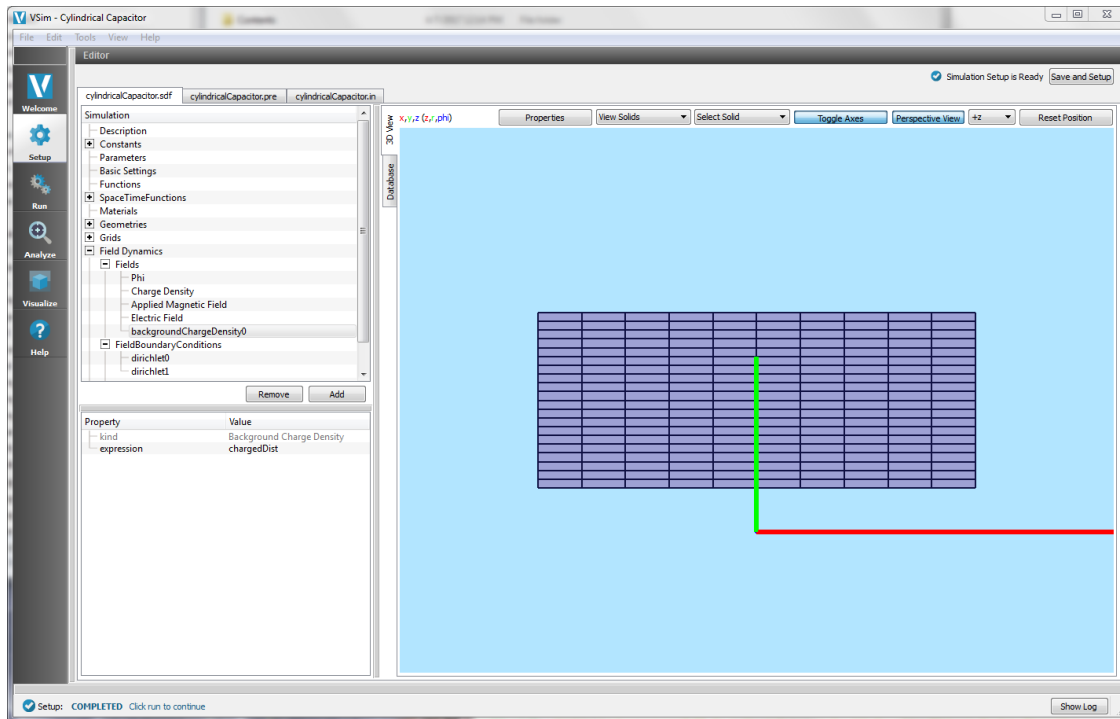 VSim - Cylindrical Capacitor
File Edit Tools View Help
Editor
Simulation Setup is Ready Save and Setup
cylindricalCapacitor.sdf cylindricalCapacitor.pre cylindricalCapacitor.in
Welcome
Setup
Run
Analyze
Visualize
Help
Simulation
Description
Constants
Parameters
Basic Settings
Functions
SpaceTimeFunctions
Materials
Geometries
Grids
Field Dynamics
Fields
Phi
Charge Density
Applied Magnetic Field
Electric Field
backgroundChargeDensity0
FieldBoundaryConditions
dirichlet0
dirichlet1
Remove Add
Property Value
kind Background Charge Density
expression chargedDist
3D View
Database
x,y,z (z,r,phi) Properties View Solids Select Solid Toggle Axes Perspective View +z Reset Position
Setup: COMPLETED Click run to continue Show Log